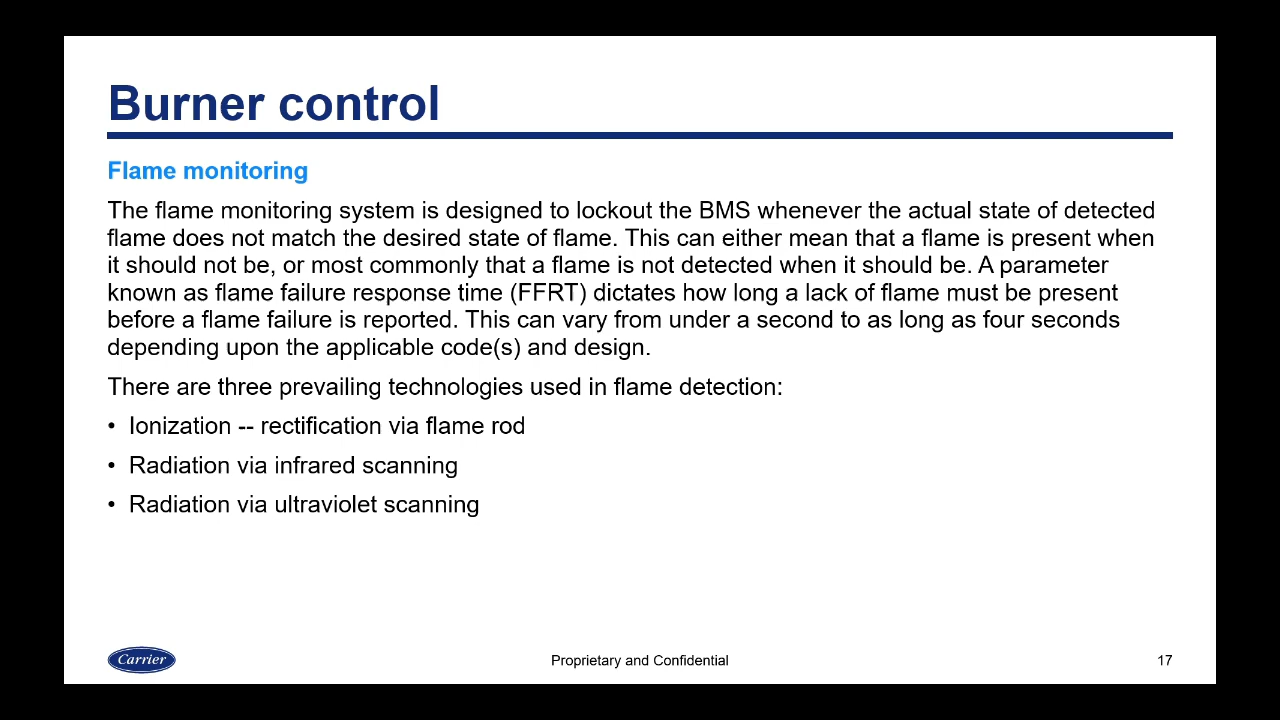 Burner control
Flame monitoring
The flame monitoring system is designed to lockout the BMS whenever the actual state of detected
flame does not match the desired state of flame. This can either mean that a flame is present when
it should not be, or most commonly that a flame is not detected when it should be. A parameter
known as flame failure response time (FFRT) dictates how long a lack of flame must be present
before a flame failure is reported. This can vary from under a second to as long as four seconds
depending upon the applicable code(s) and design.
There are three prevailing technologies used in flame detection:
• Ionization -- rectification via flame rod
• Radiation via infrared scanning
• Radiation via ultraviolet scanning
Carrier
Proprietary and Confidential
17